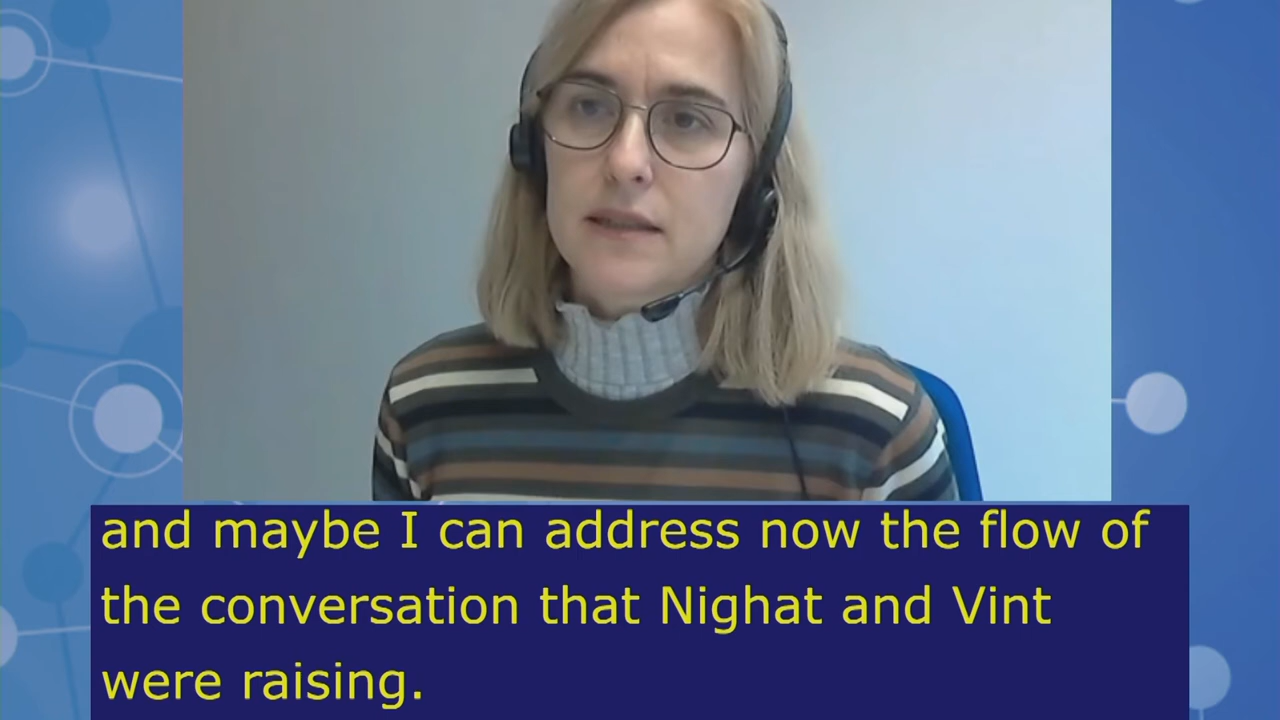 and maybe I can address now the flow of
the conversation that Nighat and Vint
were raising.